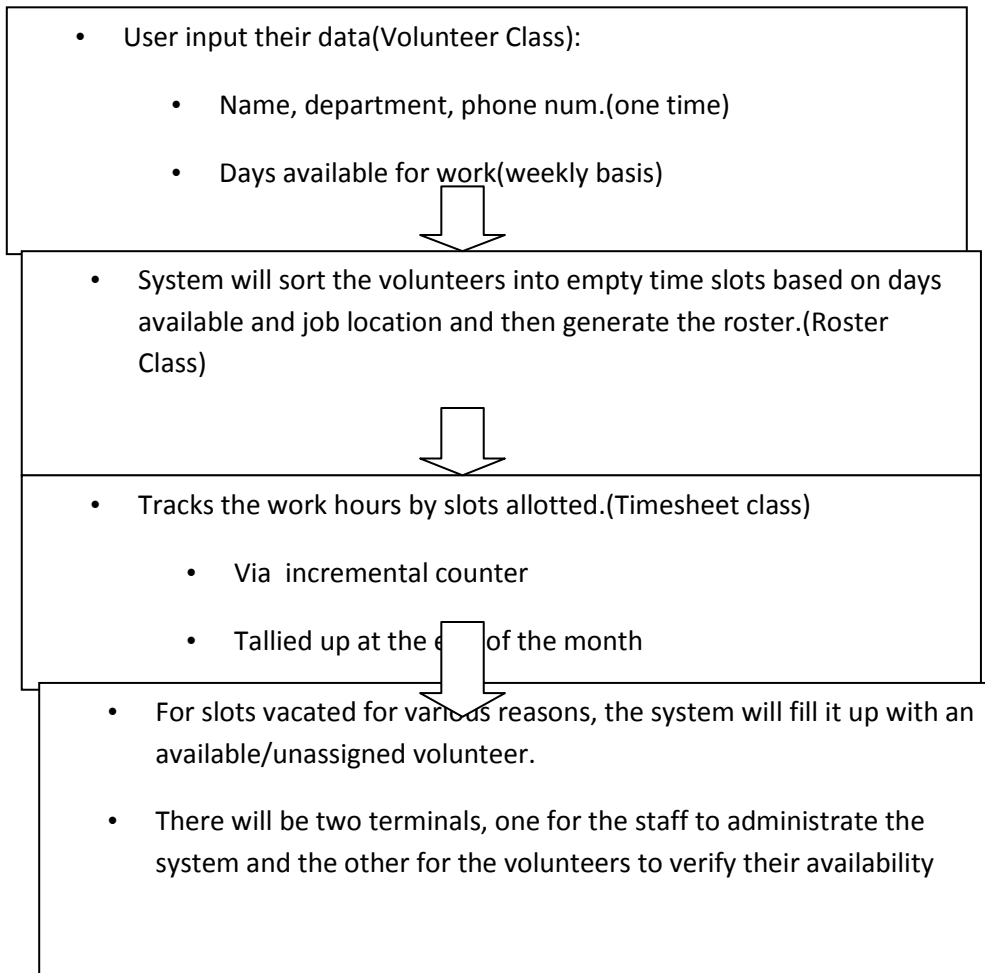 • User input their data(Volunteer Class):
• Name, department, phone num.(one time)
• Days available for work(weekly basis)
• System will sort the volunteers into empty time slots based on days
available and job location and then generate the roster.(Roster
Class)
• Tracks the work hours by slots allotted.(Timesheet class)
• Via incremental counter
• Tallied up at the of the month
• For slots vacated for various reasons, the system will fill it up with an
available/unassigned volunteer.
• There will be two terminals, one for the staff to administrate the
system and the other for the volunteers to verify their availability